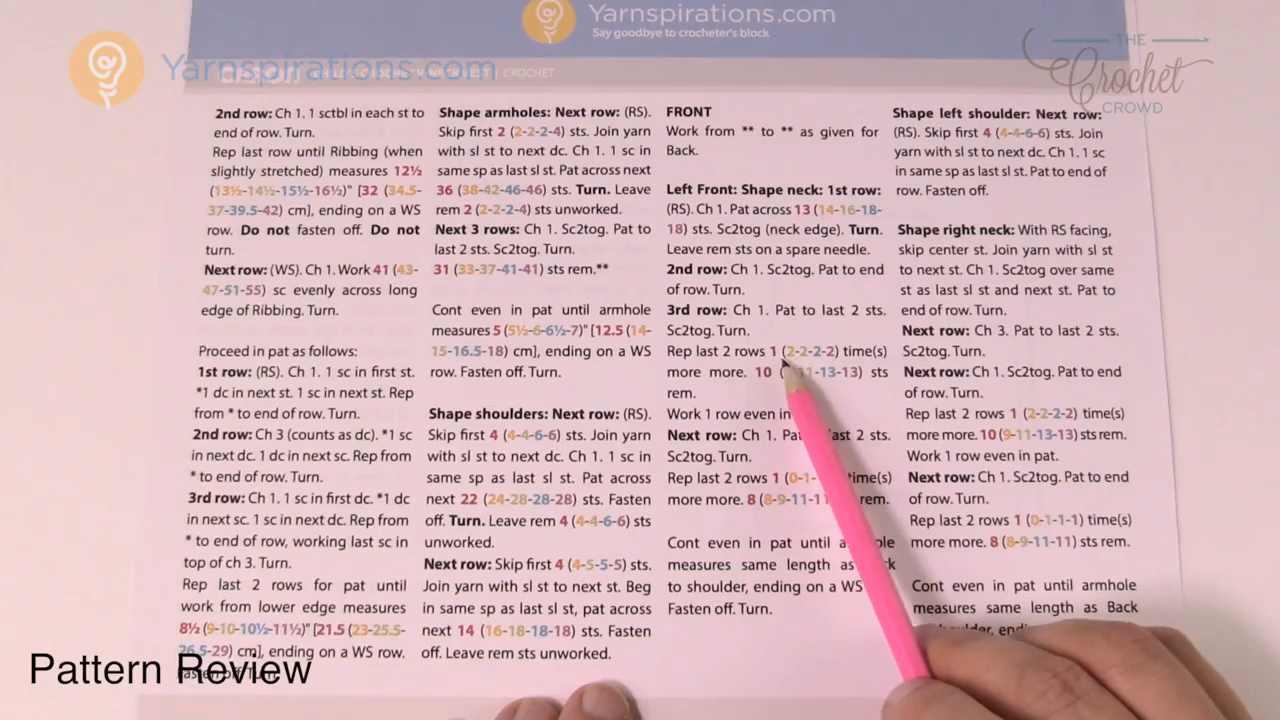 Yarnspirations.com
Say goodbye to crocheter's block
Yarnspirations.com
CROCHET
THE
Crochet
CROWD
2nd row: Ch 1. 1 sctbl in each st to
end of row. Turn.
Rep last row until Ribbing (when
slightly stretched) measures 12½
(13½-14½-15½-16½)" [32 (34.5-
37-39.5-42) cm], ending on a WS
row. Do not fasten off. Do not
turn.
Next row: (WS). Ch 1. Work 41 (43-
47-51-55) sc evenly across long
edge of Ribbing. Turn.
Proceed in pat as follows:
1st row: (RS). Ch 1. 1 sc in first st.
*1 dc in next st. 1 sc in next st. Rep
from * to end of row. Turn.
2nd row: Ch 3 (counts as dc). *1 sc
in next dc. 1 dc in next sc. Rep from
* to end of row. Turn.
3rd row: Ch 1. 1 sc in first dc. *1 dc
in next sc. 1 sc in next dc. Rep from
* to end of row, working last sc in
top of ch 3. Turn.
Rep last 2 rows for pat until
work from lower edge measures
8½ (9-10-10½-11½)" [21.5 (23-25.5-
26.5-29) cm], ending on a WS row.
Fasten off. Turn.
Shape armholes: Next row: (RS).
Skip first 2 (2-2-2-4) sts. Join yarn
with sl st to next dc. Ch 1. 1 sc in
same sp as last sl st. Pat across next
36 (38-42-46-46) sts. Turn. Leave
rem 2 (2-2-2-4) sts unworked.
Next 3 rows: Ch 1. Sc2tog. Pat to
last 2 sts. Sc2tog. Turn.
31 (33-37-41-41) sts rem.**
Cont even in pat until armhole
measures 5 (5½-6-6½-7)" [12.5 (14-
15-16.5-18) cm], ending on a WS
row. Fasten off. Turn.
Shape shoulders: Next row: (RS).
Skip first 4 (4-4-6-6) sts. Join yarn
with sl st to next st. Ch 1. 1 sc in
same sp as last sl st. Pat across
next 22 (24-28-28-28) sts. Fasten
off. Turn. Leave rem 4 (4-4-6-6) sts
unworked.
Next row: Skip first 4 (4-5-5-5) sts.
Join yarn with sl st to next st. Beg
in same sp as last sl st, pat across
next 14 (16-18-18-18) sts. Fasten
off. Leave rem sts unworked.
FRONT
Work from ** to ** as given for
Back.
Left Front: Shape neck: 1st row:
(RS). Ch 1. Pat across 13 (14-16-18-
18) sts. Sc2tog (neck edge). Turn.
Leave rem sts on a spare needle.
2nd row: Ch 1. Sc2tog. Pat to end
of row. Turn.
3rd row: Ch 1. Pat to last 2 sts.
Sc2tog. Turn.
Rep last 2 rows 1 (2-2-2-2) time(s)
more more. 10 ( 11-13-13) sts
rem.
Work 1 row even in
Next row: Ch 1. Pat last 2 sts.
Sc2tog. Turn.
Rep last 2 rows 1 (0-1- time(s)
more more. 8 (8-9-11-11 rem.
Cont even in pat until armhole
measures same length as Back
to shoulder, ending on a WS
Fasten off. Turn.
Shape left shoulder: Next row:
(RS). Skip first 4 (4-4-6-6) sts. Join
yarn with sl st to next st. Ch 1. 1 sc
in same sp as last sl st. Pat to end of
row. Fasten off.
Shape right neck: With RS facing,
skip center st. Join yarn with sl st
to next st. Ch 1. Sc2tog over same
st as last sl st and next st. Pat to
end of row. Turn.
Next row: Ch 3. Pat to last 2 sts.
Sc2tog. Turn.
Next row: Ch 1. Sc2tog. Pat to end
of row. Turn.
Rep last 2 rows 1 (2-2-2-2) time(s)
more more. 10 (9-11-13-13) sts rem.
Work 1 row even in pat.
Next row: Ch 1. Sc2tog. Pat to end
of row. Turn.
Rep last 2 rows 1 (0-1-1-1) time(s)
more more. 8 (8-9-11-11) sts rem.
Cont even in pat until armhole
measures same length as Back
shoulder,
Pattern Review